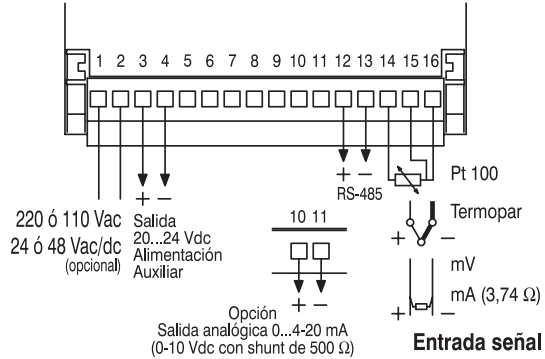 1 2 3 4 5 6 7 8 9 10 11 12 13 14 15 16
+ −
RS-485
Pt 100
220 ó 110 Vac
24 ó 48 Vac/dc
(opcional)
+ −
Salida
20...24 Vdc
Alimentación
Auxiliar
10 11
+ −
Opción
Salida analógica 0...4-20 mA
(0-10 Vdc con shunt de 500 Ω)
Termopar
+ −
mV
mA (3,74 Ω)
+ −
Entrada señal